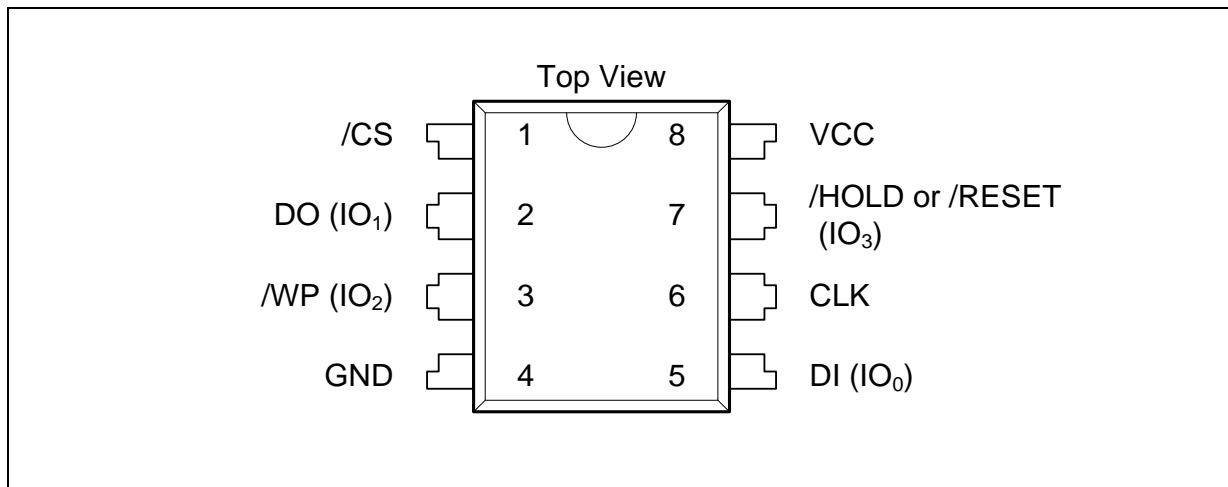 Top View
/CS 1 8 VCC
DO (IO₁) 2 7 /HOLD or /RESET
(IO₃)
/WP (IO₂) 3 6 CLK
GND 4 5 DI (IO₀)